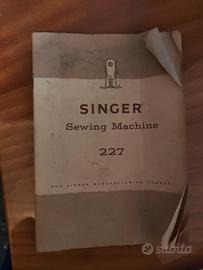 SINGER
Sewing Machine
227
THE SINGER MANUFACTURING COMPANY
subito